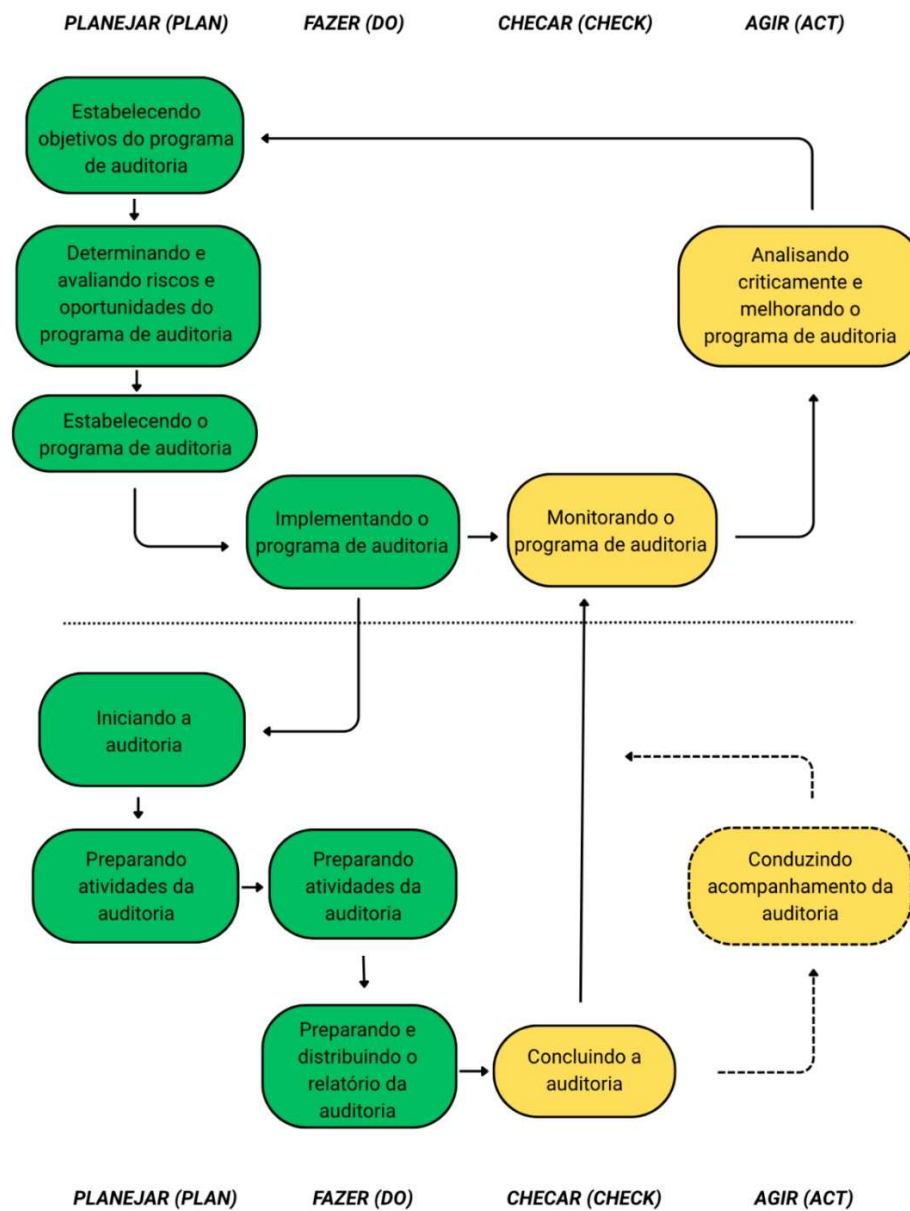 PLANEJAR (PLAN)
FAZER (DO)
CHECAR (CHECK)
AGIR (ACT)
Estabelecendo
objetivos do programa
de auditoria
Determinando e
avaliando riscos e
oportunidades do
programa de auditoria
Analisando
criticamente e
melhorando o
programa de auditoria
Estabelecendo o
programa de auditoria
Implementando o
programa de auditoria
Monitorando o
programa de auditoria
Iniciando a
auditoria
Preparando
atividades da
auditoria
Preparando
atividades da
auditoria
Conduzindo
acompanhamento da
auditoria
Preparando e
distribuindo o
relatório da
auditoria
Concluindo a
auditoria
PLANEJAR (PLAN)
FAZER (DO)
CHECAR (CHECK)
AGIR (ACT)